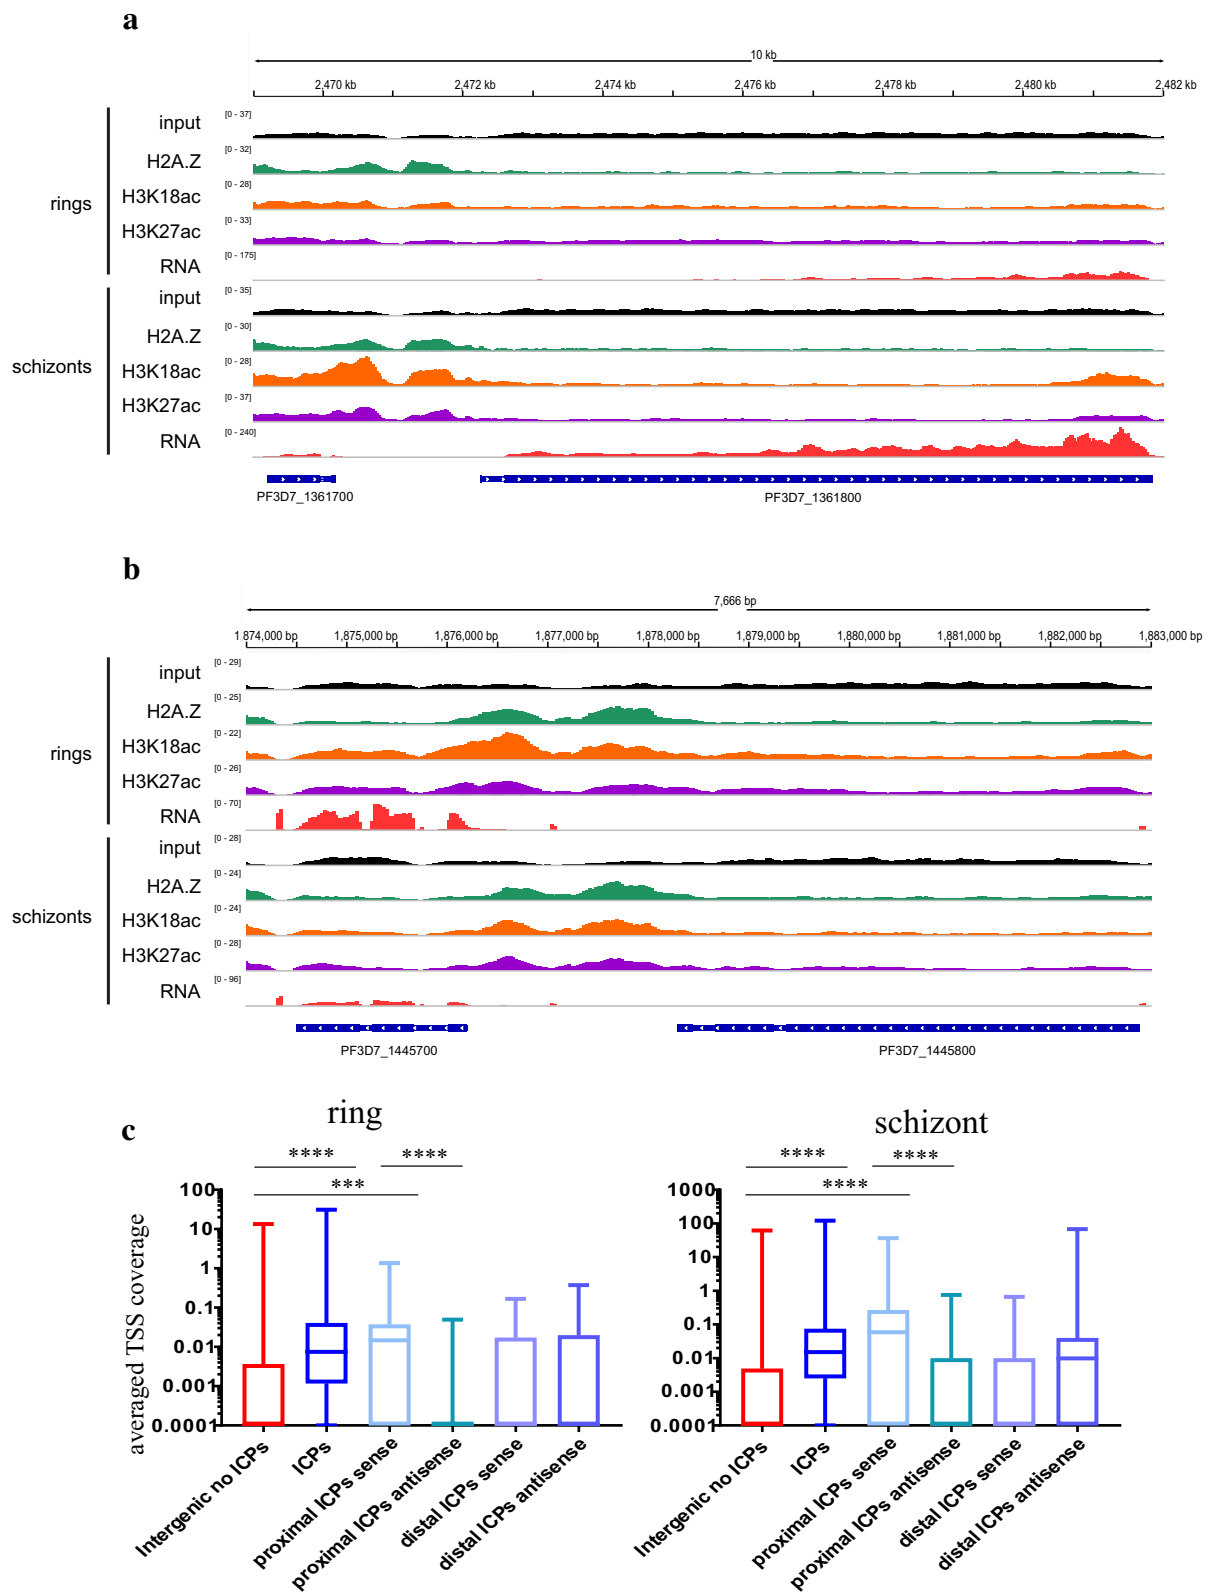 a
10 kb
2,470 kb 2,472 kb 2,474 kb 2,476 kb 2,478 kb 2,480 kb 2,482 kb
rings
input [0 - 37]
H2A.Z [0 - 32]
H3K18ac [0 - 28]
H3K27ac [0 - 33]
RNA [0 - 175]
schizonts
input [0 - 35]
H2A.Z [0 - 30]
H3K18ac [0 - 28]
H3K27ac [0 - 37]
RNA [0 - 240]
PF3D7_1361700 PF3D7_1361800
b
7,666 bp
1,874,000 bp 1,875,000 bp 1,876,000 bp 1,877,000 bp 1,878,000 bp 1,879,000 bp 1,880,000 bp 1,881,000 bp 1,882,000 bp 1,883,000 bp
rings
input [0 - 29]
H2A.Z [0 - 25]
H3K18ac [0 - 22]
H3K27ac [0 - 26]
RNA [0 - 70]
schizonts
input [0 - 28]
H2A.Z [0 - 24]
H3K18ac [0 - 24]
H3K27ac [0 - 28]
RNA [0 - 96]
PF3D7_1445700 PF3D7_1445800
c
ring
**** ****
***
averaged TSS coverage
100
10
1
0.1
0.01
0.001
0.0001
Intergenic no ICPs
ICPs
proximal ICPs sense
proximal ICPs antisense
distal ICPs sense
distal ICPs antisense
schizont
**** ****
****
1000
100
10
1
0.1
0.01
0.001
0.0001
Intergenic no ICPs
ICPs
proximal ICPs sense
proximal ICPs antisense
distal ICPs sense
distal ICPs antisense